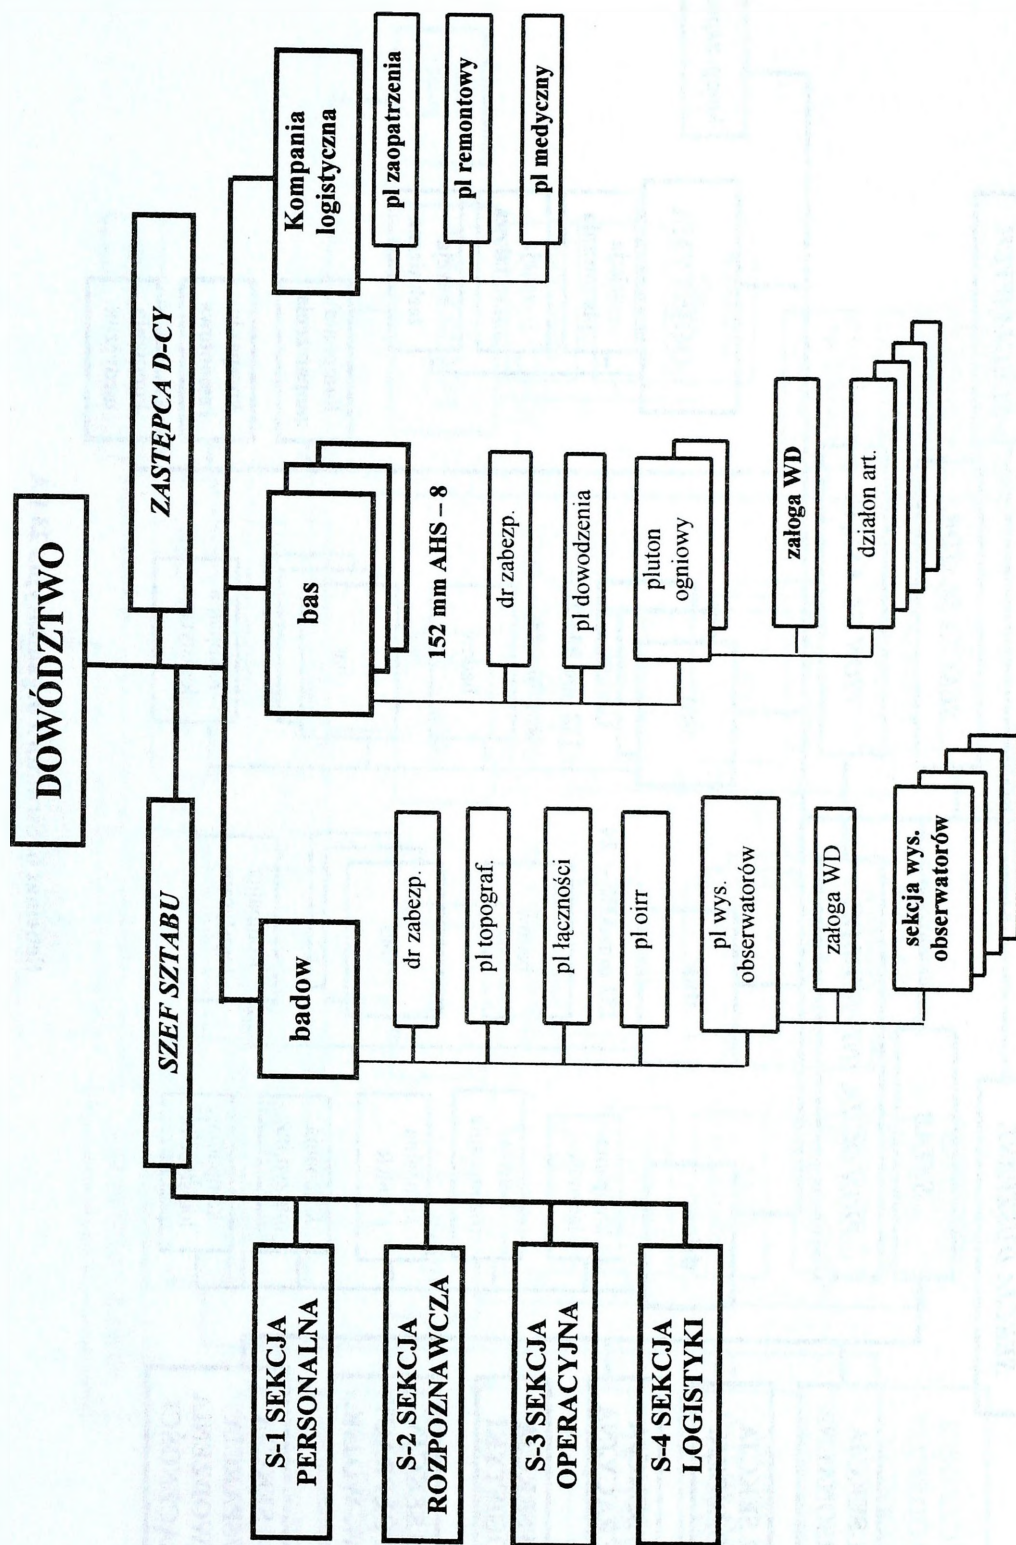 DOWÓDZTWO
SZEF SZTABU
ZASTĘPCA D-CY
S-1 SEKCJA
PERSONALNA
S-2 SEKCJA
ROZPOZNAWCZA
S-3 SEKCJA
OPERACYJNA
S-4 SEKCJA
LOGISTYKI
badow
dr zabezp.
pl topograf.
pl łączności
pl oirr
pl wys.
obserwatorów
załoga WD
sekcja wys.
obserwatorów
bas
152 mm AHS – 8
dr zabezp.
pl dowodzenia
pluton
ogniowy
załoga WD
działon art.
Kompania
logistyczna
pl zaopatrzenia
pl remontowy
pl medyczny